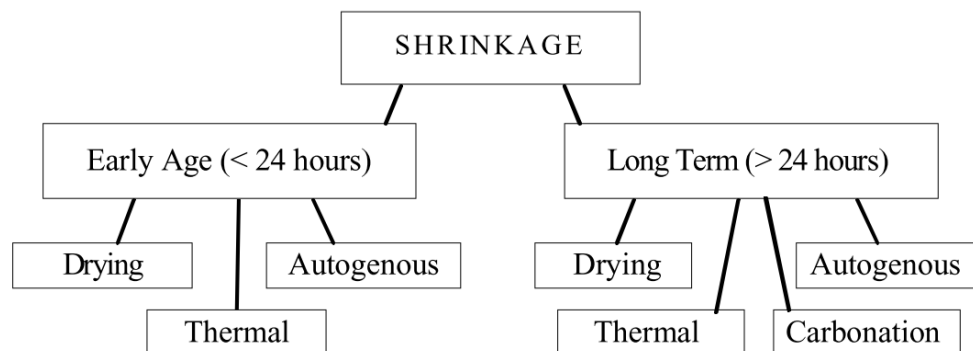 SHRINKAGE
Early Age (< 24 hours)
Long Term (> 24 hours)
Drying
Autogenous
Drying
Autogenous
Thermal
Thermal
Carbonation